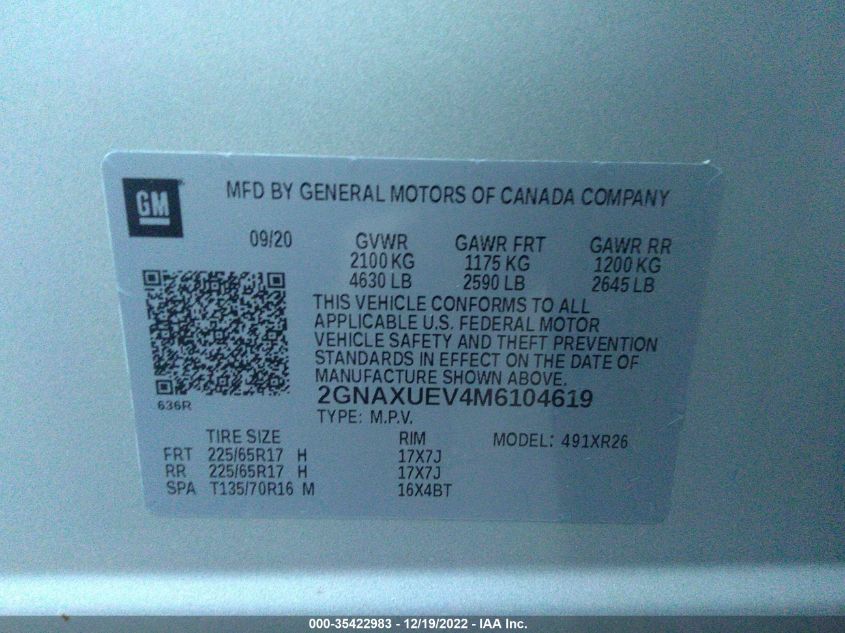 GM
MFD BY GENERAL MOTORS OF CANADA COMPANY
09/20 GVWR GAWR FRT GAWR RR
2100 KG 1175 KG 1200 KG
4630 LB 2590 LB 2645 LB
THIS VEHICLE CONFORMS TO ALL
APPLICABLE U.S. FEDERAL MOTOR
VEHICLE SAFETY AND THEFT PREVENTION
STANDARDS IN EFFECT ON THE DATE OF
MANUFACTURE SHOWN ABOVE.
2GNAXUEV4M6104619
636R
TYPE: M.P.V.
TIRE SIZE RIM MODEL: 491XR26
FRT 225/65R17 H 17X7J
RR 225/65R17 H 17X7J
SPA T135/70R16 M 16X4BT
000-35422983 - 12/19/2022 - IAA Inc.